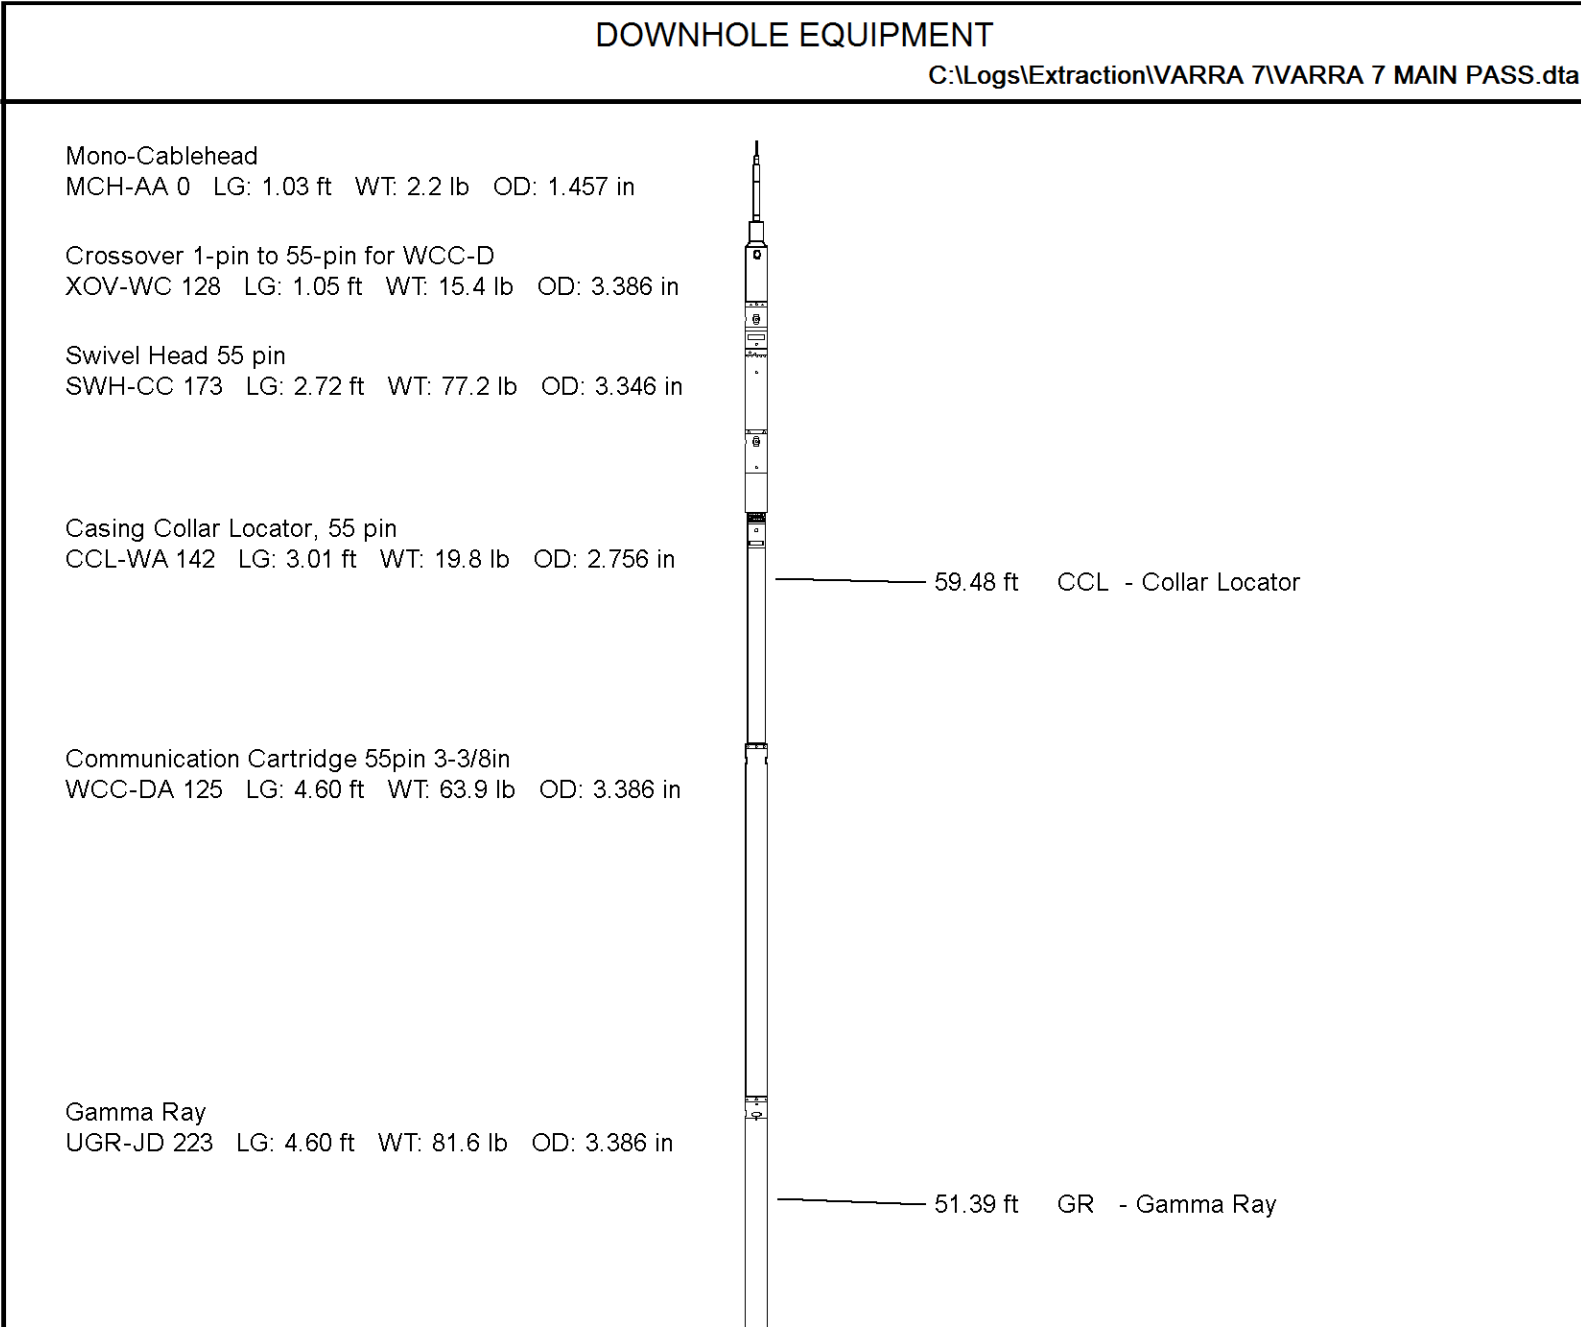 DOWNHOLE EQUIPMENT
C:\Logs\Extraction\VARRA 7\VARRA 7 MAIN PASS.dta
Mono-Cablehead
MCH-AA 0 LG: 1.03 ft WT: 2.2 lb OD: 1.457 in
Crossover 1-pin to 55-pin for WCC-D
XOV-WC 128 LG: 1.05 ft WT: 15.4 lb OD: 3.386 in
Swivel Head 55 pin
SWH-CC 173 LG: 2.72 ft WT: 77.2 lb OD: 3.346 in
Casing Collar Locator, 55 pin
CCL-WA 142 LG: 3.01 ft WT: 19.8 lb OD: 2.756 in
59.48 ft CCL - Collar Locator
Communication Cartridge 55pin 3-3/8in
WCC-DA 125 LG: 4.60 ft WT: 63.9 lb OD: 3.386 in
Gamma Ray
UGR-JD 223 LG: 4.60 ft WT: 81.6 lb OD: 3.386 in
51.39 ft GR - Gamma Ray